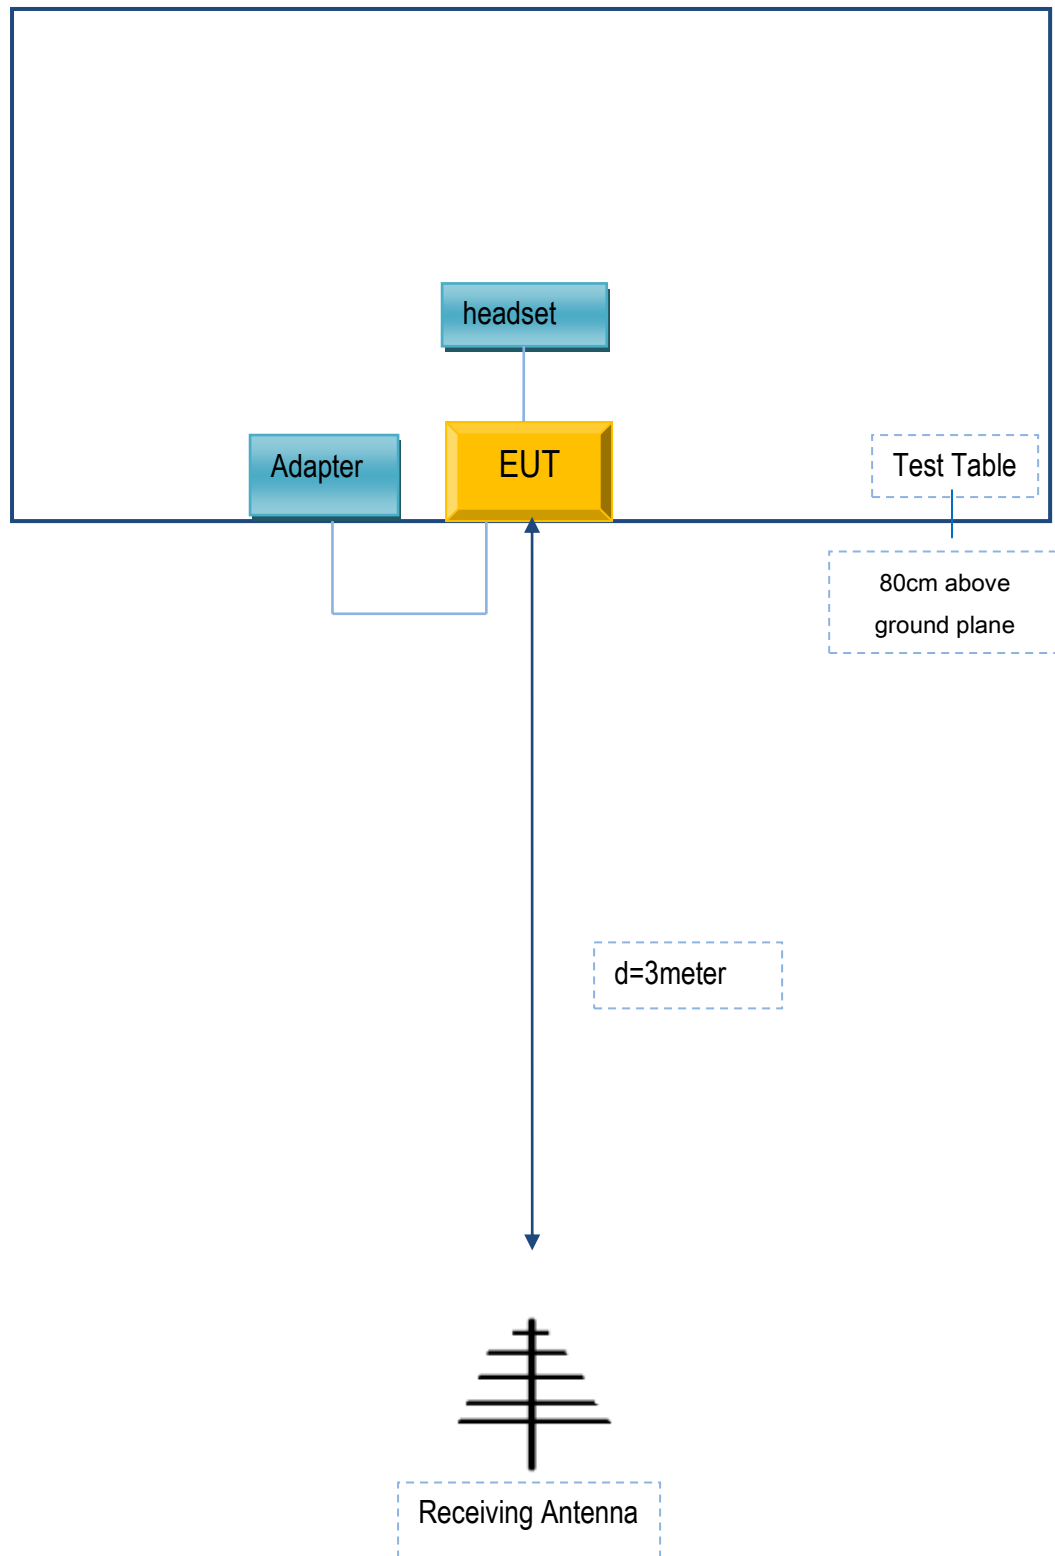 headset
Adapter
EUT
Test Table
80cm above
ground plane
d=3meter
Receiving Antenna